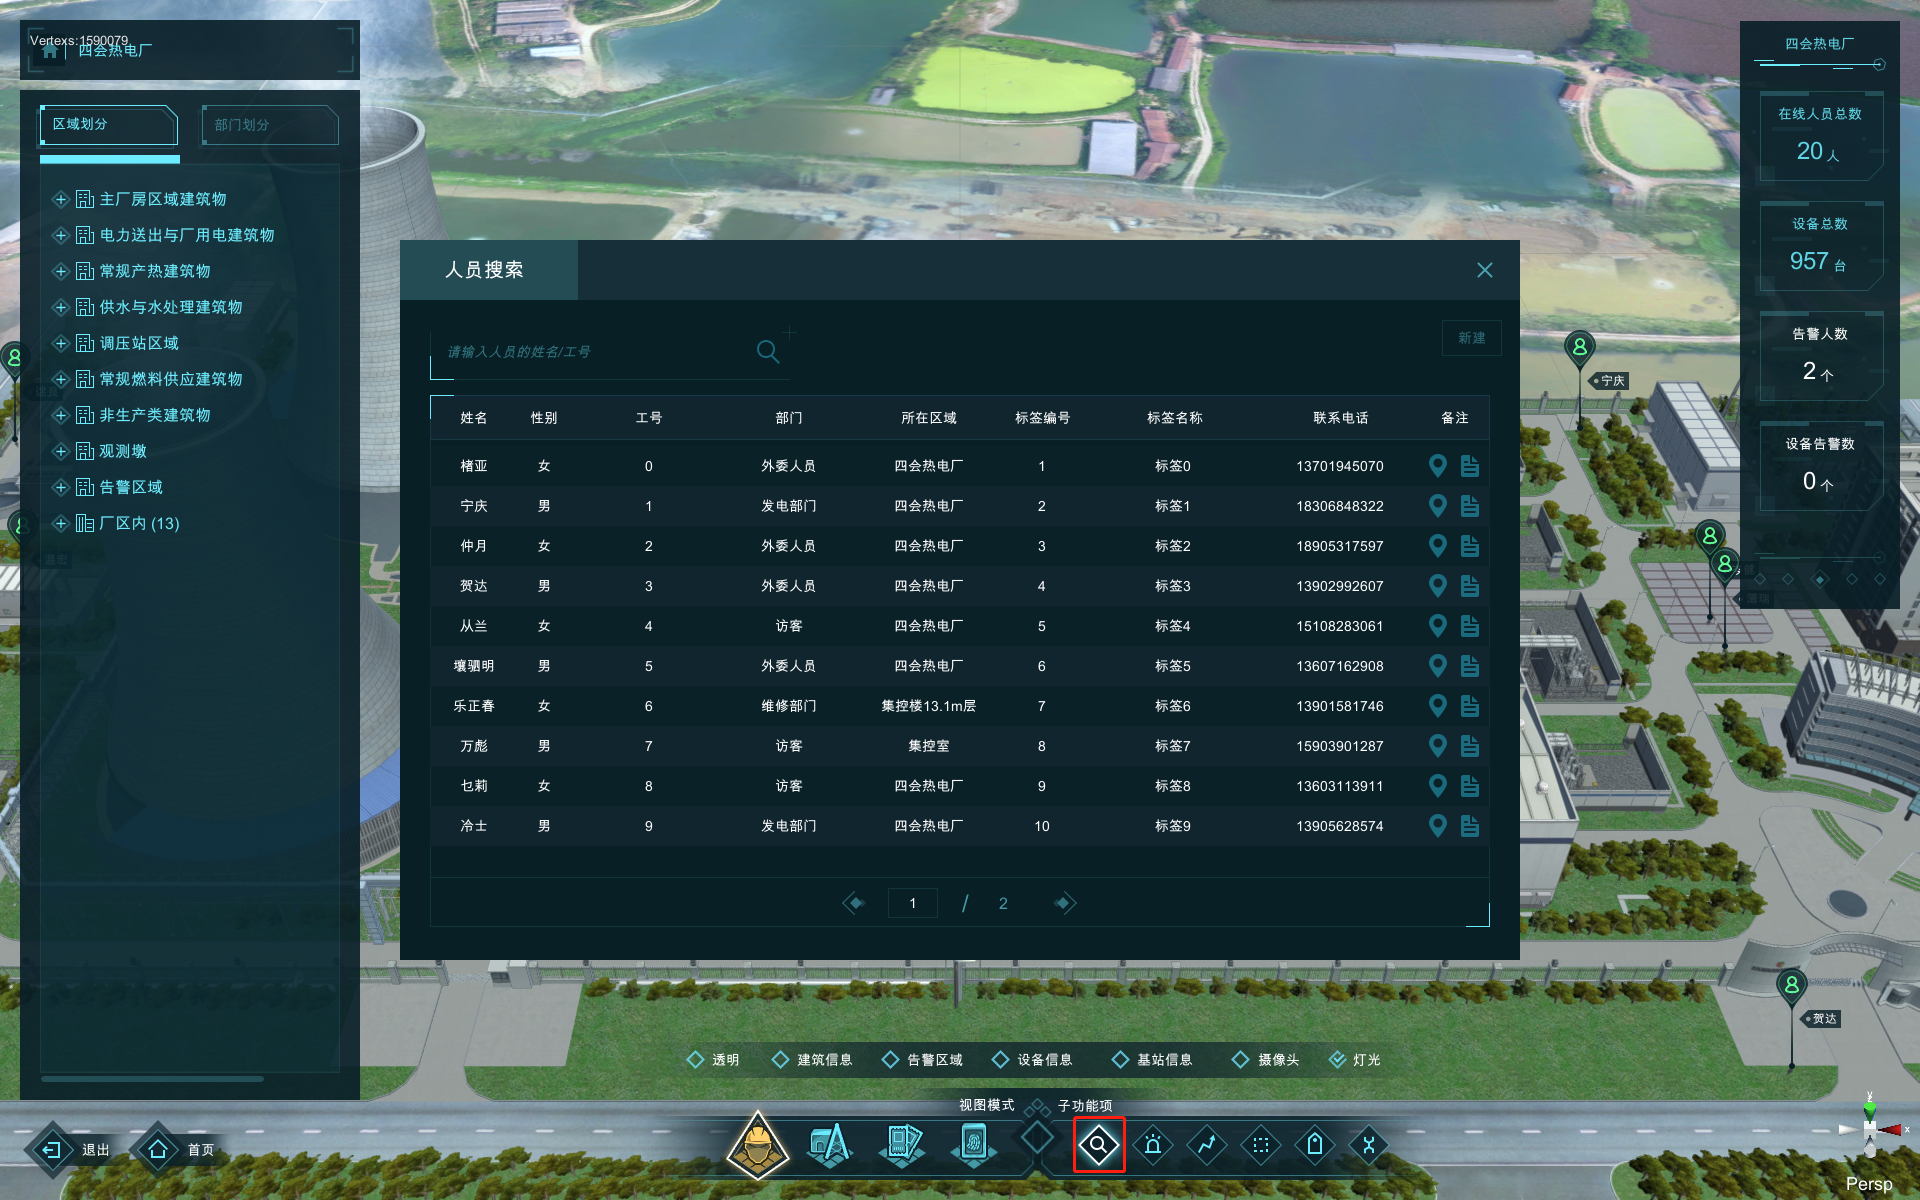 Vertexs:1590079
四会热电厂
区域划分
部门划分
主厂房区域建筑物
电力送出与厂用电建筑物
常规产热建筑物
供水与水处理建筑物
调压站区域
常规燃料供应建筑物
非生产类建筑物
观测墩
告警区域
厂区内 (13)
人员搜索
请输入人员的姓名/工号
新建
姓名 性别 工号 部门 所在区域 标签编号 标签名称 联系电话 备注
楮亚 女 0 外委人员 四会热电厂 1 标签0 13701945070
宁庆 男 1 发电部门 四会热电厂 2 标签1 18306848322
仲月 女 2 外委人员 四会热电厂 3 标签2 18905317597
贺达 男 3 外委人员 四会热电厂 4 标签3 13902992607
从兰 女 4 访客 四会热电厂 5 标签4 15108283061
壤驷明 男 5 外委人员 四会热电厂 6 标签5 13607162908
乐正春 女 6 维修部门 集控楼13.1m层 7 标签6 13901581746
万彪 男 7 访客 集控室 8 标签7 15903901287
乜莉 女 8 访客 四会热电厂 9 标签8 13603113911
冷士 男 9 发电部门 四会热电厂 10 标签9 13905628574
1 / 2
四会热电厂
在线人员总数
20 人
设备总数
957 台
告警人数
2 个
设备告警数
0 个
宁庆
贺达
透明 建筑信息 告警区域 设备信息 基站信息 摄像头 灯光
视图模式 子功能项
退出 首页
y
x
Persp